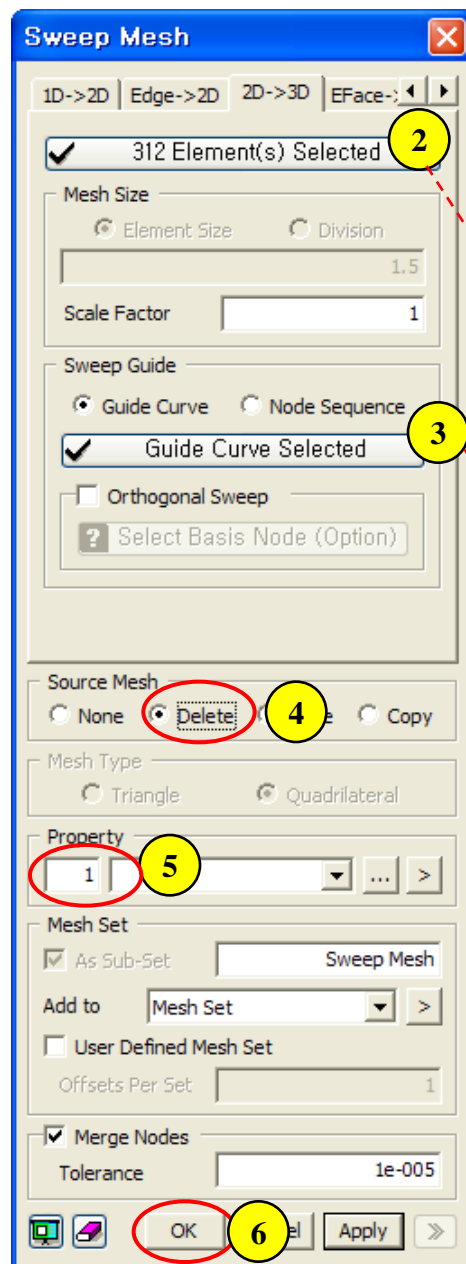 Sweep Mesh
1D->2D Edge->2D 2D->3D EFace->
312 Element(s) Selected 2
Mesh Size
Element Size Division
1.5
Scale Factor 1
Sweep Guide
Guide Curve Node Sequence
Guide Curve Selected 3
Orthogonal Sweep
? Select Basis Node (Option)
Source Mesh
None Delete 4 Copy
Mesh Type
Triangle Quadrilateral
Property
1 5 ... >
Mesh Set
As Sub-Set Sweep Mesh
Add to Mesh Set >
User Defined Mesh Set
Offsets Per Set 1
Merge Nodes
Tolerance 1e-005
OK 6 Apply